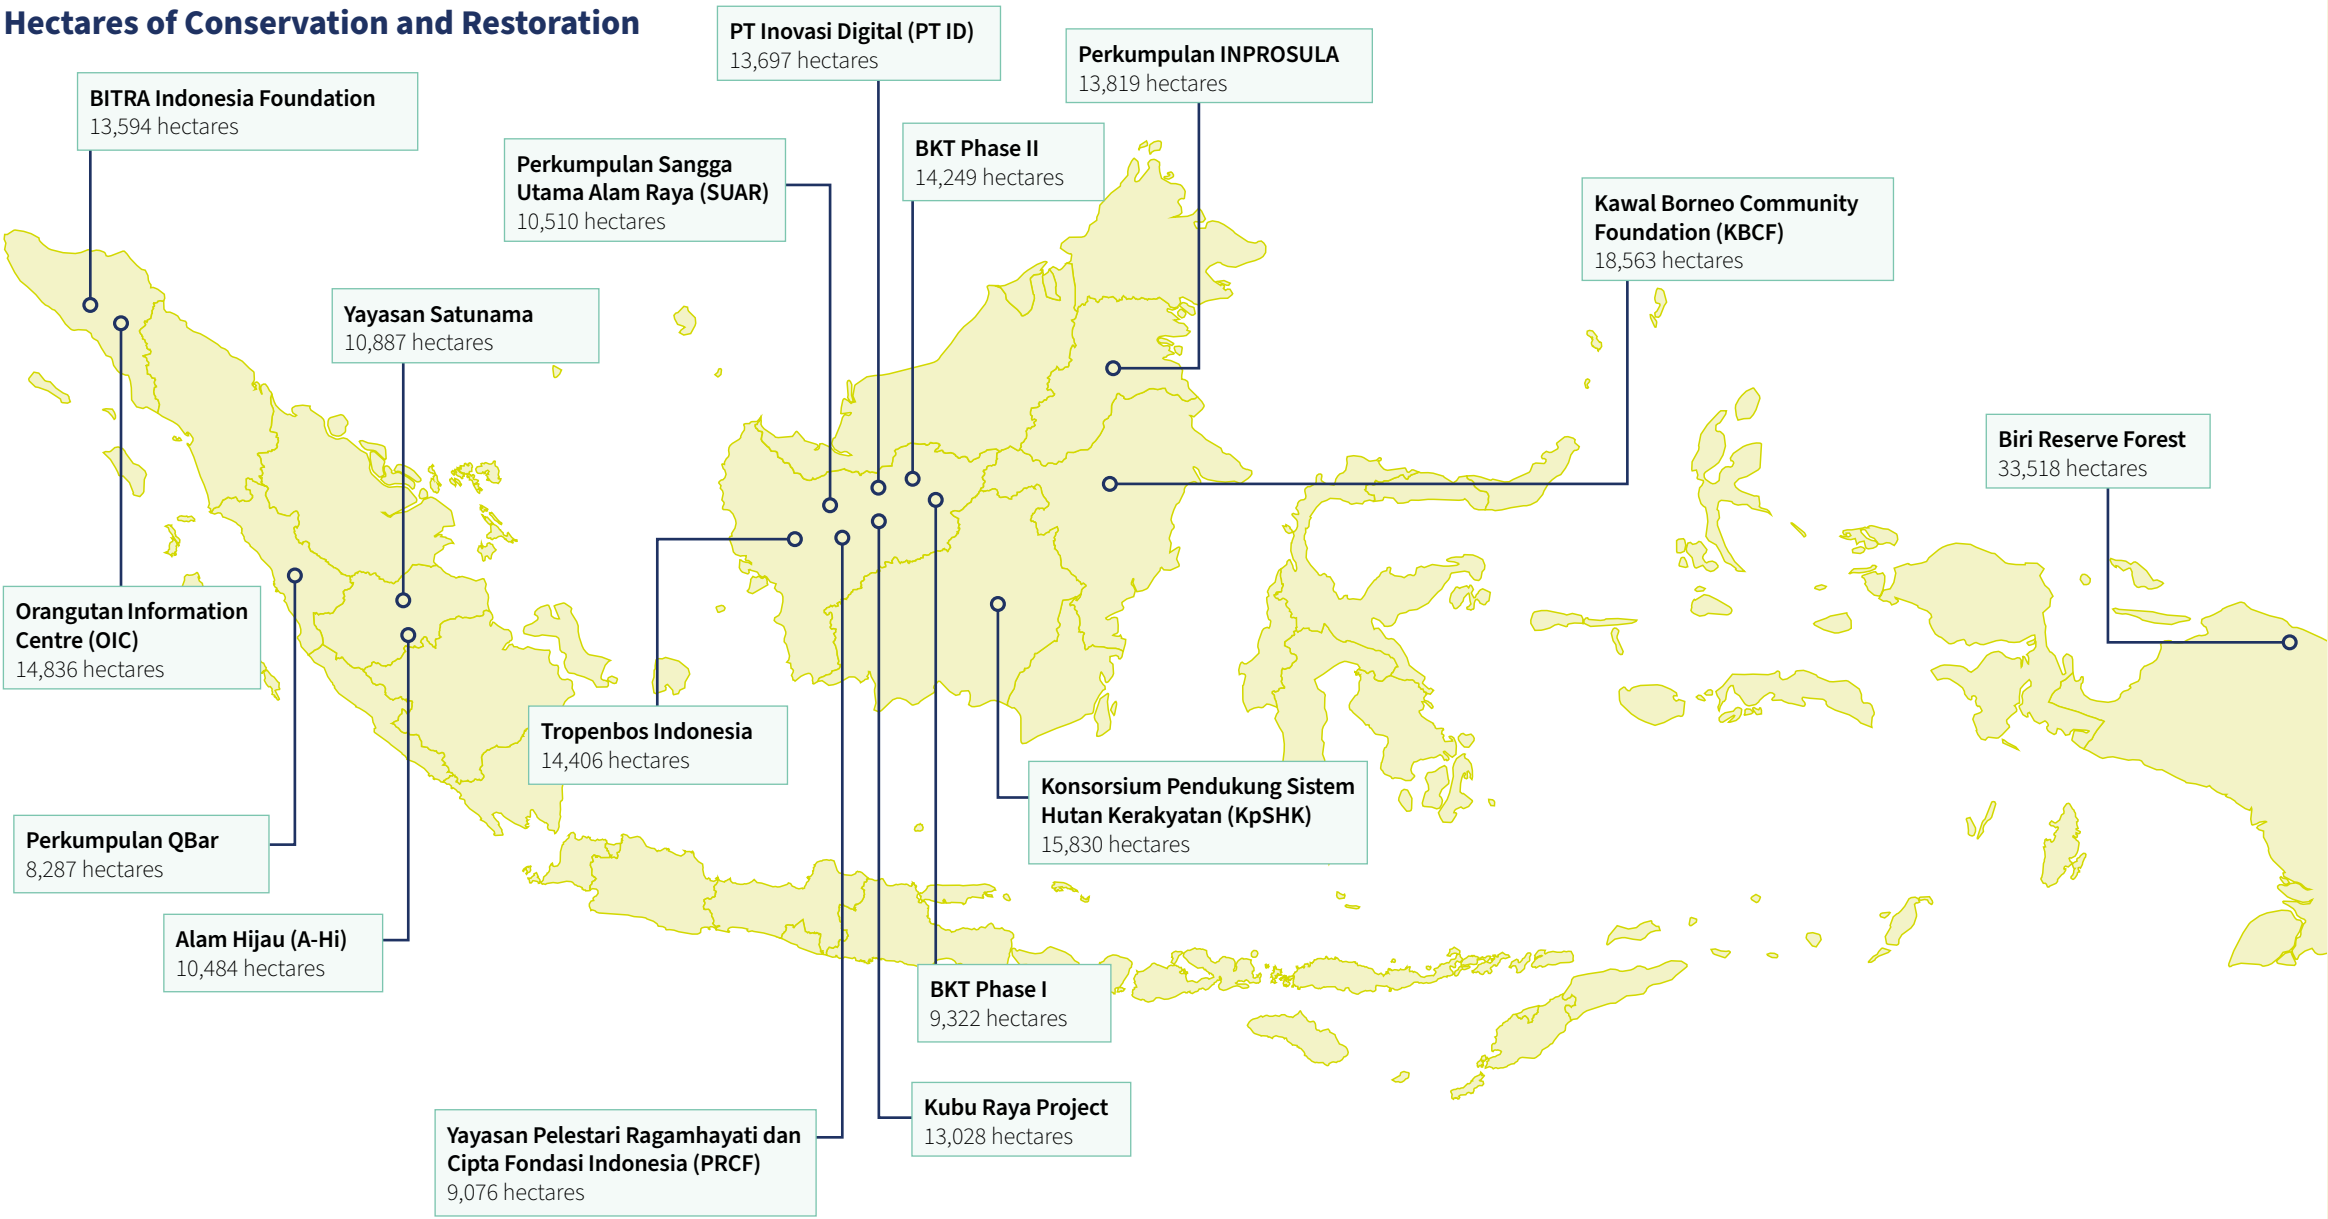 Hectares of Conservation and Restoration
BITRA Indonesia Foundation
13,594 hectares
PT Inovasi Digital (PT ID)
13,697 hectares
Perkumpulan INPROSULA
13,819 hectares
Perkumpulan Sangga
Utama Alam Raya (SUAR)
10,510 hectares
BKT Phase II
14,249 hectares
Kawal Borneo Community
Foundation (KBCF)
18,563 hectares
Yayasan Satunama
10,887 hectares
Biri Reserve Forest
33,518 hectares
Orangutan Information
Centre (OIC)
14,836 hectares
Tropenbos Indonesia
14,406 hectares
Konsorsium Pendukung Sistem
Hutan Kerakyatan (KpSHK)
15,830 hectares
Perkumpulan QBar
8,287 hectares
Alam Hijau (A-Hi)
10,484 hectares
BKT Phase I
9,322 hectares
Kubu Raya Project
13,028 hectares
Yayasan Pelestari Ragamhayati dan
Cipta Fondasi Indonesia (PRCF)
9,076 hectares